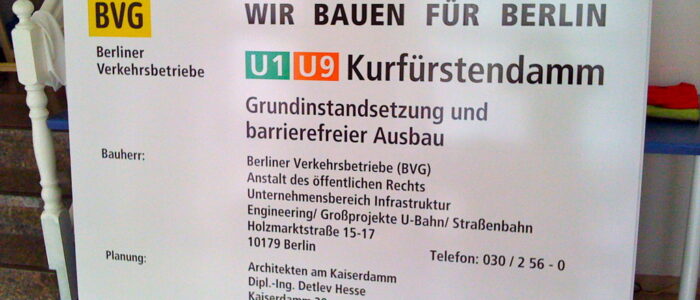 BVG
WIR BAUEN FÜR BERLIN
Berliner
Verkehrsbetriebe
U1 U9 Kurfürstendamm
Grundinstandsetzung und
barrierefreier Ausbau
Bauherr:
Berliner Verkehrsbetriebe (BVG)
Anstalt des öffentlichen Rechts
Unternehmensbereich Infrastruktur
Engineering/ Großprojekte U-Bahn/ Straßenbahn
Holzmarktstraße 15-17
10179 Berlin
Telefon: 030 / 2 56 - 0
Planung:
Architekten am Kaiserdamm
Dipl.-Ing. Detlev Hesse
Kaiserdamm